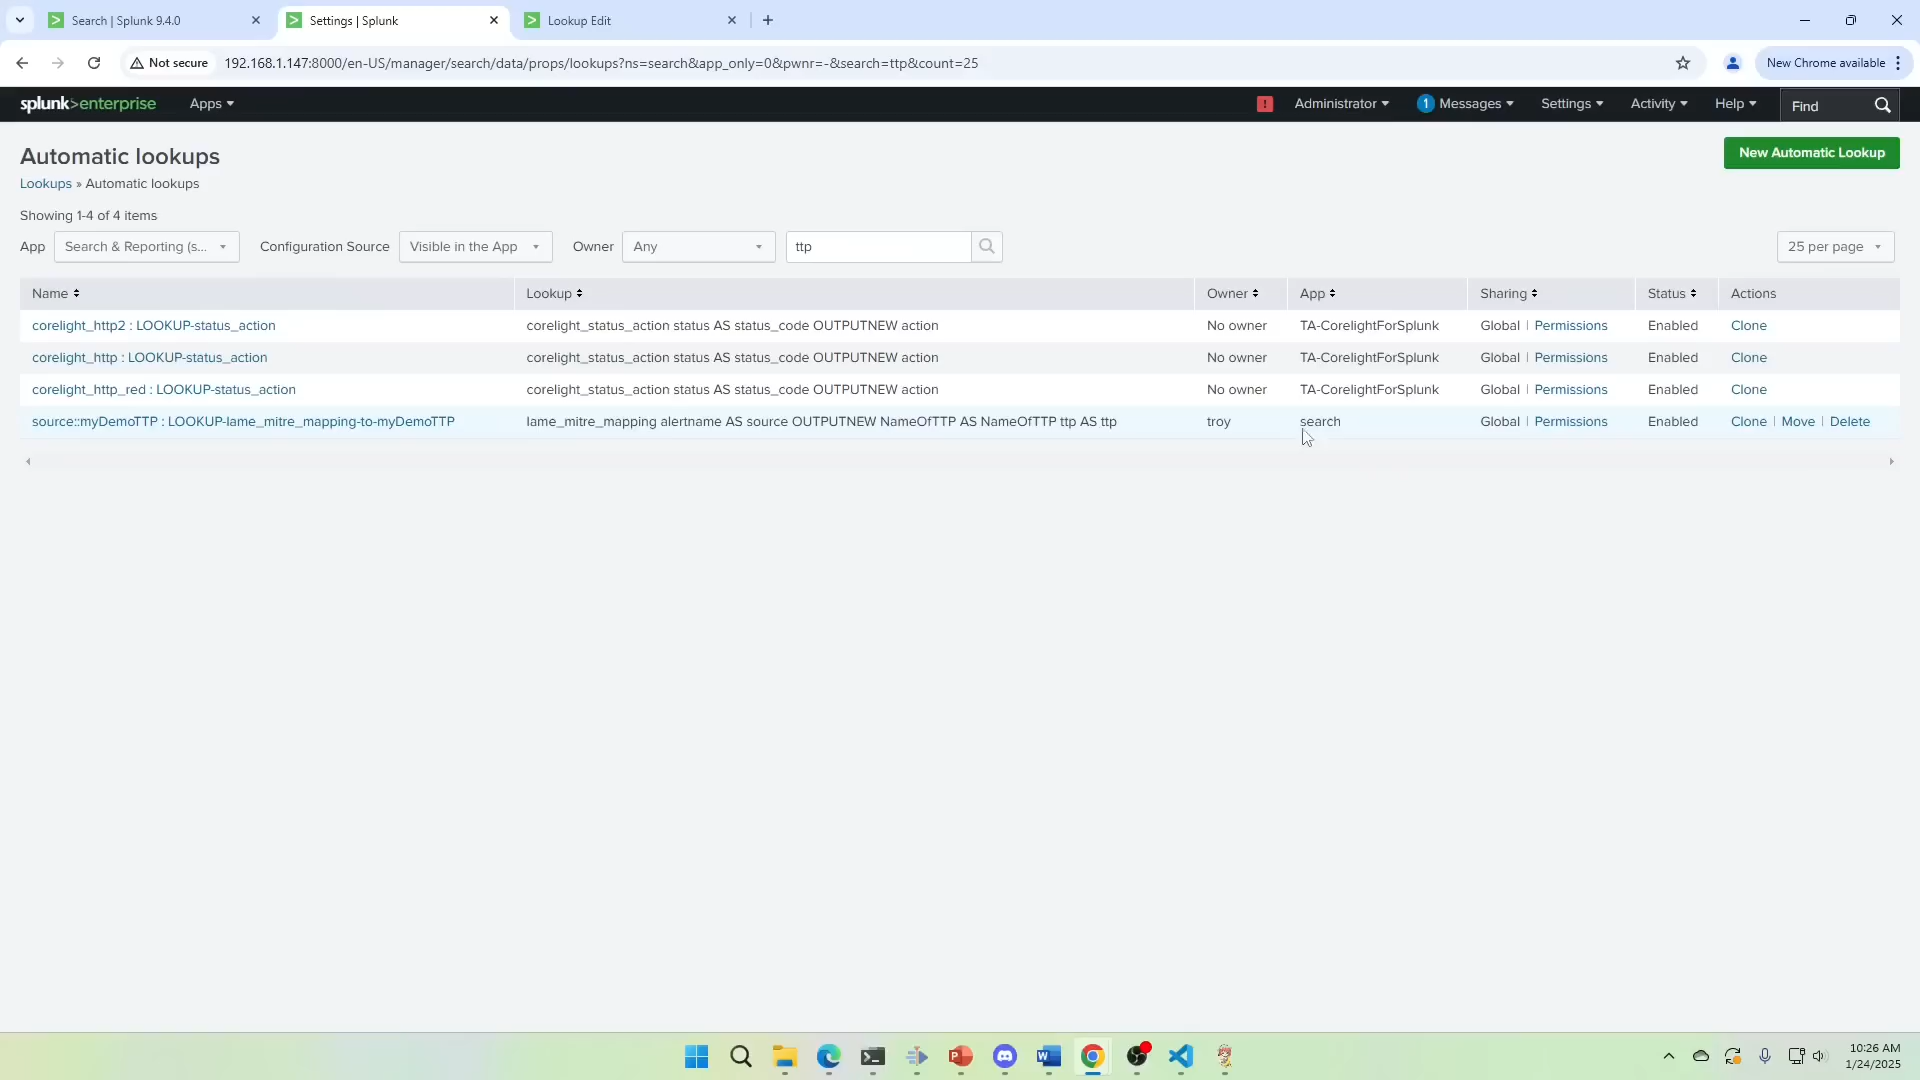 Search | Splunk 9.4.0
Settings | Splunk
Lookup Edit
Not secure
192.168.1.147:8000/en-US/manager/search/data/props/lookups?ns=search&app_only=0&pwnr=-&search=ttp&count=25
New Chrome available
splunk>enterprise
Apps
!
Administrator
1 Messages
Settings
Activity
Help
Find
Automatic lookups
New Automatic Lookup
Lookups » Automatic lookups
Showing 1-4 of 4 items
App Search & Reporting (s... Configuration Source Visible in the App Owner Any ttp 25 per page
Name Lookup Owner App Sharing Status Actions
corelight_http2 : LOOKUP-status_action corelight_status_action status AS status_code OUTPUTNEW action No owner TA-CorelightForSplunk Global | Permissions Enabled Clone
corelight_http : LOOKUP-status_action corelight_status_action status AS status_code OUTPUTNEW action No owner TA-CorelightForSplunk Global | Permissions Enabled Clone
corelight_http_red : LOOKUP-status_action corelight_status_action status AS status_code OUTPUTNEW action No owner TA-CorelightForSplunk Global | Permissions Enabled Clone
source::myDemoTTP : LOOKUP-lame_mitre_mapping-to-myDemoTTP lame_mitre_mapping alertname AS source OUTPUTNEW NameOfTTP AS NameOfTTP ttp AS ttp troy search Global | Permissions Enabled Clone | Move | Delete
10:26 AM
1/24/2025